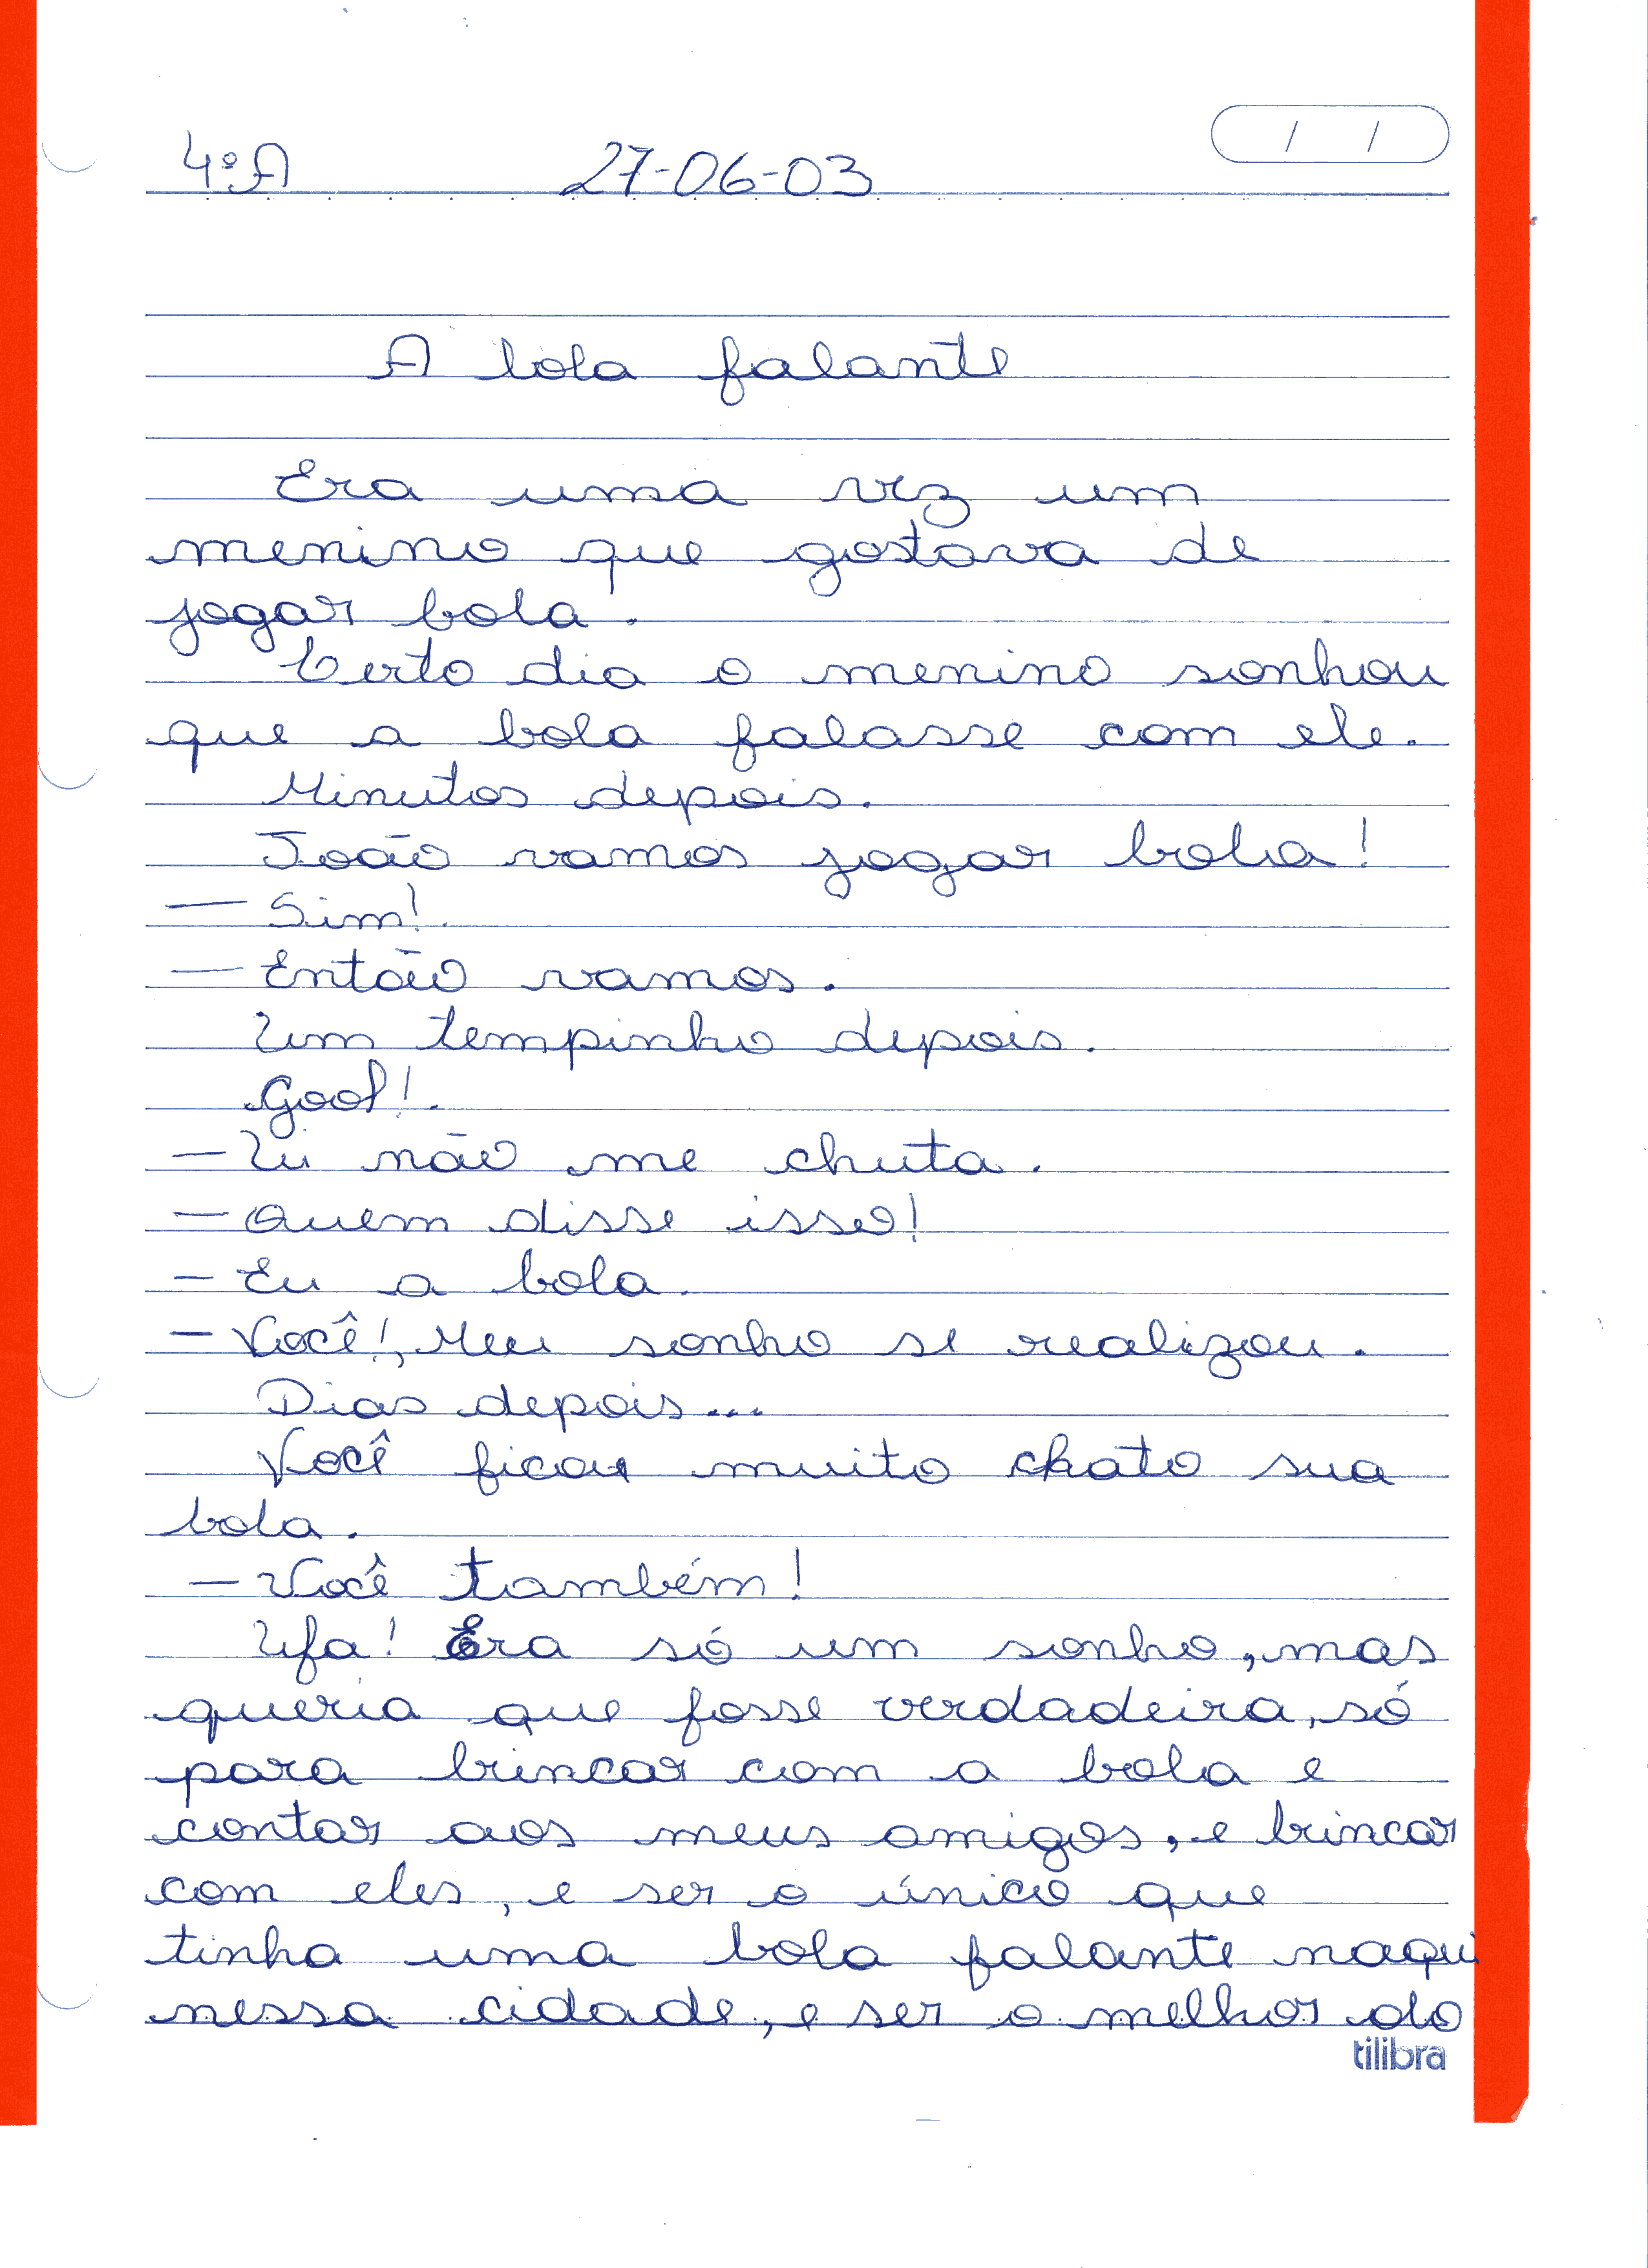 4ºA 27-06-03
/ /
A bola falante
Era uma vez um
menino que gostava de
jogar bola.
Certo dia o menino sonhou
que a bola falasse com ele.
Minutos depois.
João vamos jogar bola!
— Sim!.
— Então vamos.
Um tempinho depois.
Gool!.
— Ui não me chuta.
— Quem disse isso!
— Eu a bola.
— Você!, Meu sonho se realizou.
Dias depois...
Você ficou muito chato sua
bola.
— Você também!
Ufa! Era só um sonho, mas
queria que fosse verdadeira, só
para brincar com a bola e
contar aos meus amigos, e brincar
com eles, e ser o único que
tinha uma bola falante naqui
nessa cidade, e ser o melhor do
tilibra